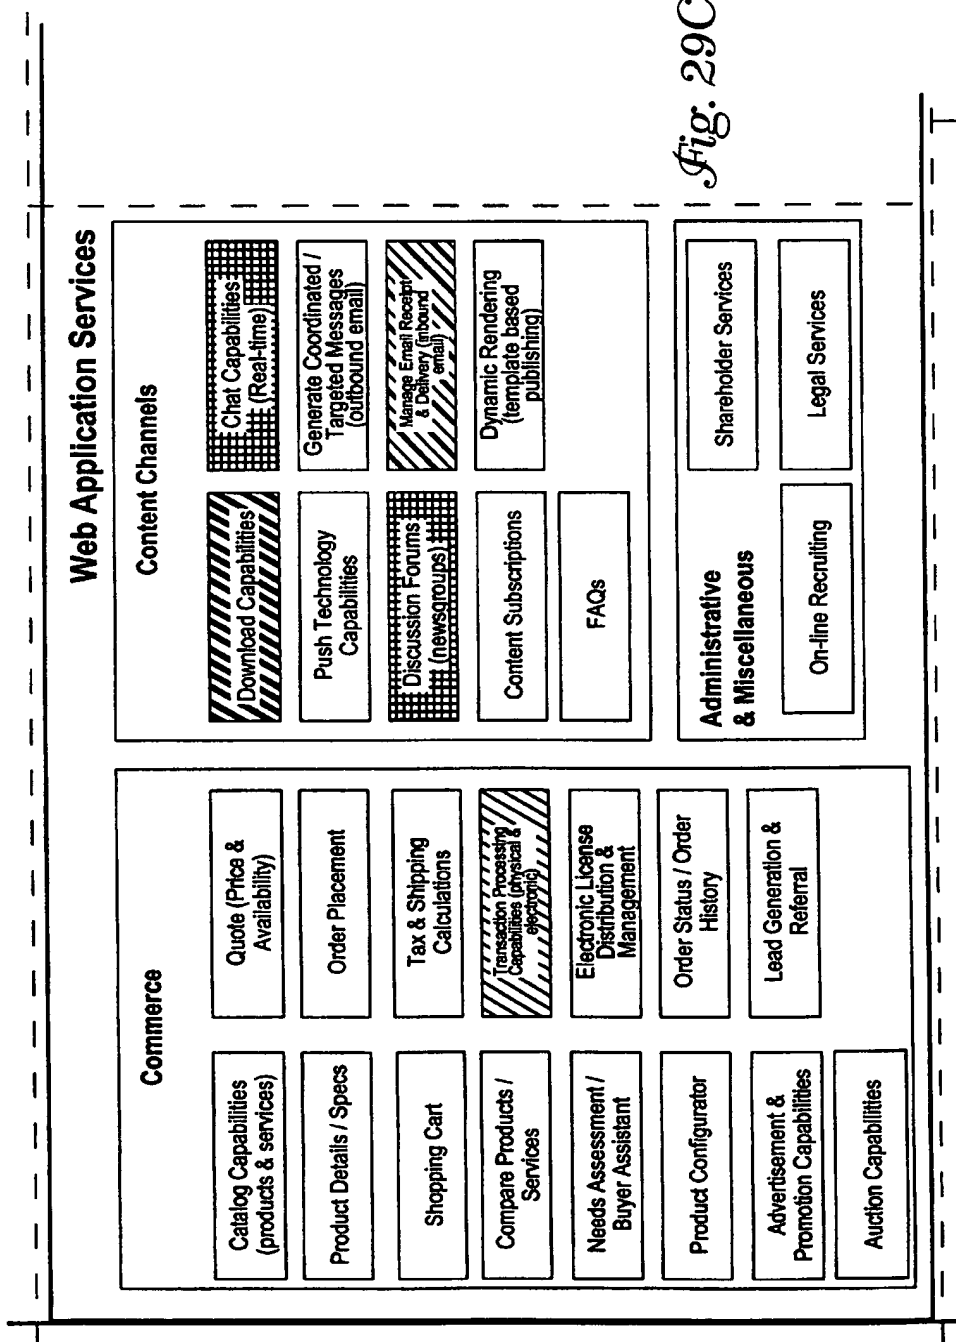 Web Application Services
Commerce
Catalog Capabilities
(products & services)
Quote (Price &
Availability)
Product Details / Specs
Order Placement
Shopping Cart
Tax & Shipping
Calculations
Compare Products /
Services
Transaction Processing
Capabilities (physical &
electronic)
Needs Assessment /
Buyer Assistant
Electronic License
Distribution &
Management
Product Configurator
Order Status / Order
History
Advertisement &
Promotion Capabilities
Lead Generation &
Referral
Auction Capabilities
Content Channels
Download Capabilities
Chat Capabilities
(Real-time)
Push Technology
Capabilities
Generate Coordinated /
Targeted Messages
(outbound email)
Discussion Forums
(newsgroups)
Manage Email Receipt
& Delivery (inbound
email)
Content Subscriptions
Dynamic Rendering
(template based
publishing)
FAQs
Administrative
& Miscellaneous
Shareholder Services
On-line Recruiting
Legal Services
Fig. 29C